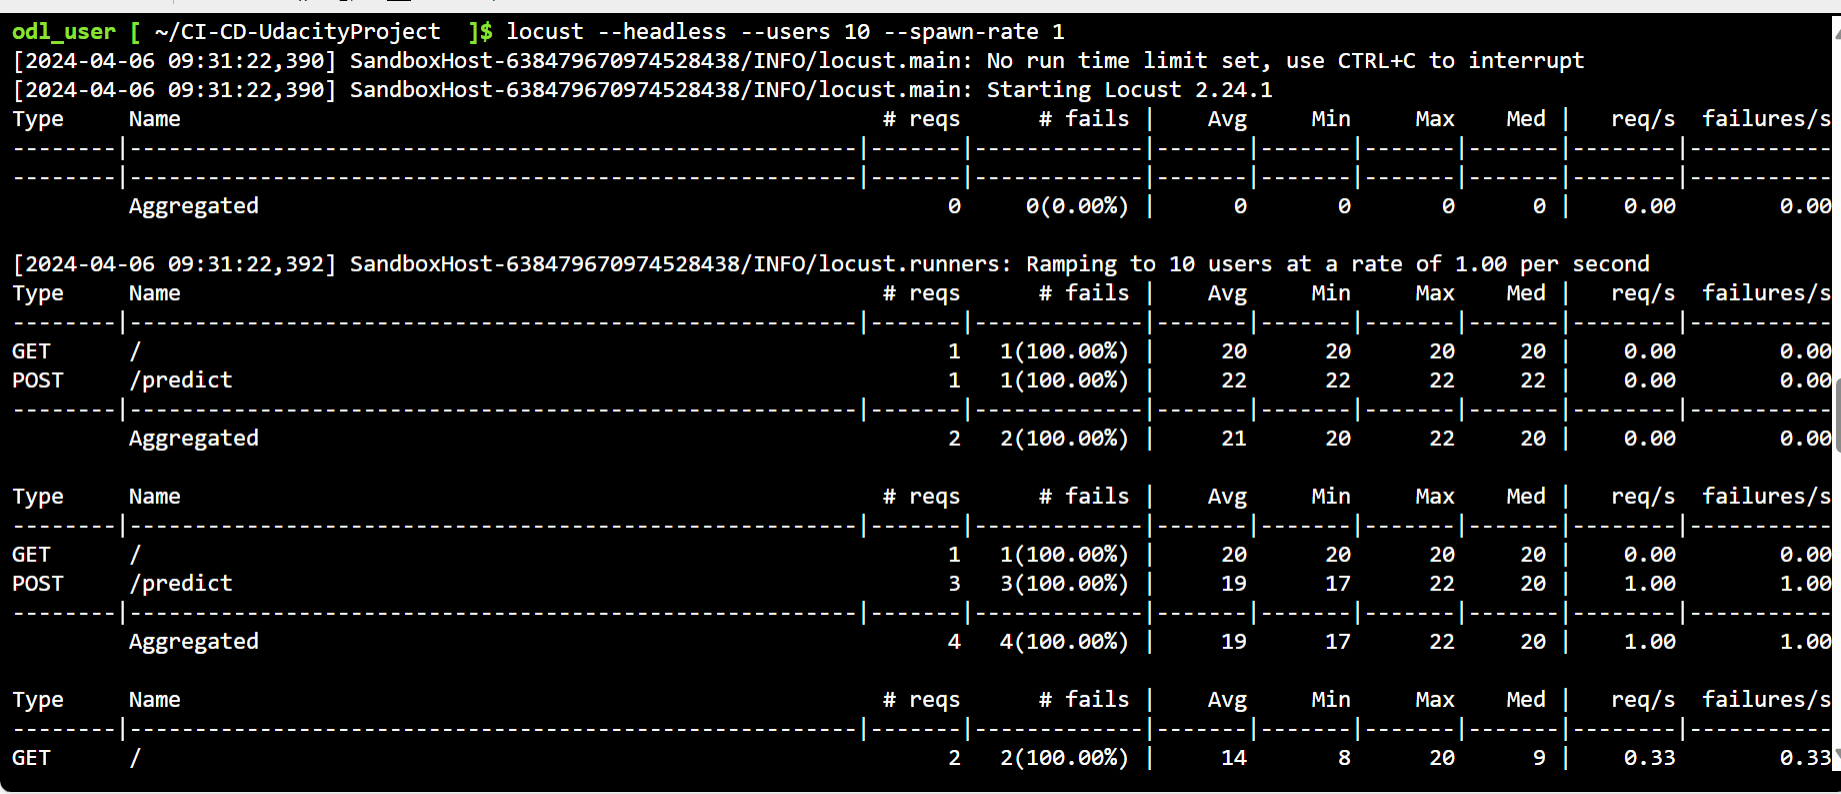 odl_user [ ~/CI-CD-UdacityProject  ]$ locust --headless --users 10 --spawn-rate 1
[2024-04-06 09:31:22,390] SandboxHost-638479670974528438/INFO/locust.main: No run time limit set, use CTRL+C to interrupt
[2024-04-06 09:31:22,390] SandboxHost-638479670974528438/INFO/locust.main: Starting Locust 2.24.1
Type     Name                                                      # reqs      # fails |    Avg     Min     Max    Med |   req/s  failures/s
--------|--------------------------------------------------------|-------|-------------|-------|-------|-------|-------|--------|-----------
--------|--------------------------------------------------------|-------|-------------|-------|-------|-------|-------|--------|-----------
         Aggregated                                                     0     0(0.00%) |      0       0       0      0 |    0.00        0.00
[2024-04-06 09:31:22,392] SandboxHost-638479670974528438/INFO/locust.runners: Ramping to 10 users at a rate of 1.00 per second
Type     Name                                                      # reqs      # fails |    Avg     Min     Max    Med |   req/s  failures/s
--------|--------------------------------------------------------|-------|-------------|-------|-------|-------|-------|--------|-----------
GET      /                                                              1   1(100.00%) |     20      20      20     20 |    0.00        0.00
POST     /predict                                                       1   1(100.00%) |     22      22      22     22 |    0.00        0.00
--------|--------------------------------------------------------|-------|-------------|-------|-------|-------|-------|--------|-----------
         Aggregated                                                     2   2(100.00%) |     21      20      22     20 |    0.00        0.00
Type     Name                                                      # reqs      # fails |    Avg     Min     Max    Med |   req/s  failures/s
--------|--------------------------------------------------------|-------|-------------|-------|-------|-------|-------|--------|-----------
GET      /                                                              1   1(100.00%) |     20      20      20     20 |    0.00        0.00
POST     /predict                                                       3   3(100.00%) |     19      17      22     20 |    1.00        1.00
--------|--------------------------------------------------------|-------|-------------|-------|-------|-------|-------|--------|-----------
         Aggregated                                                     4   4(100.00%) |     19      17      22     20 |    1.00        1.00
Type     Name                                                      # reqs      # fails |    Avg     Min     Max    Med |   req/s  failures/s
--------|--------------------------------------------------------|-------|-------------|-------|-------|-------|-------|--------|-----------
GET      /                                                              2   2(100.00%) |     14       8      20      9 |    0.33        0.33